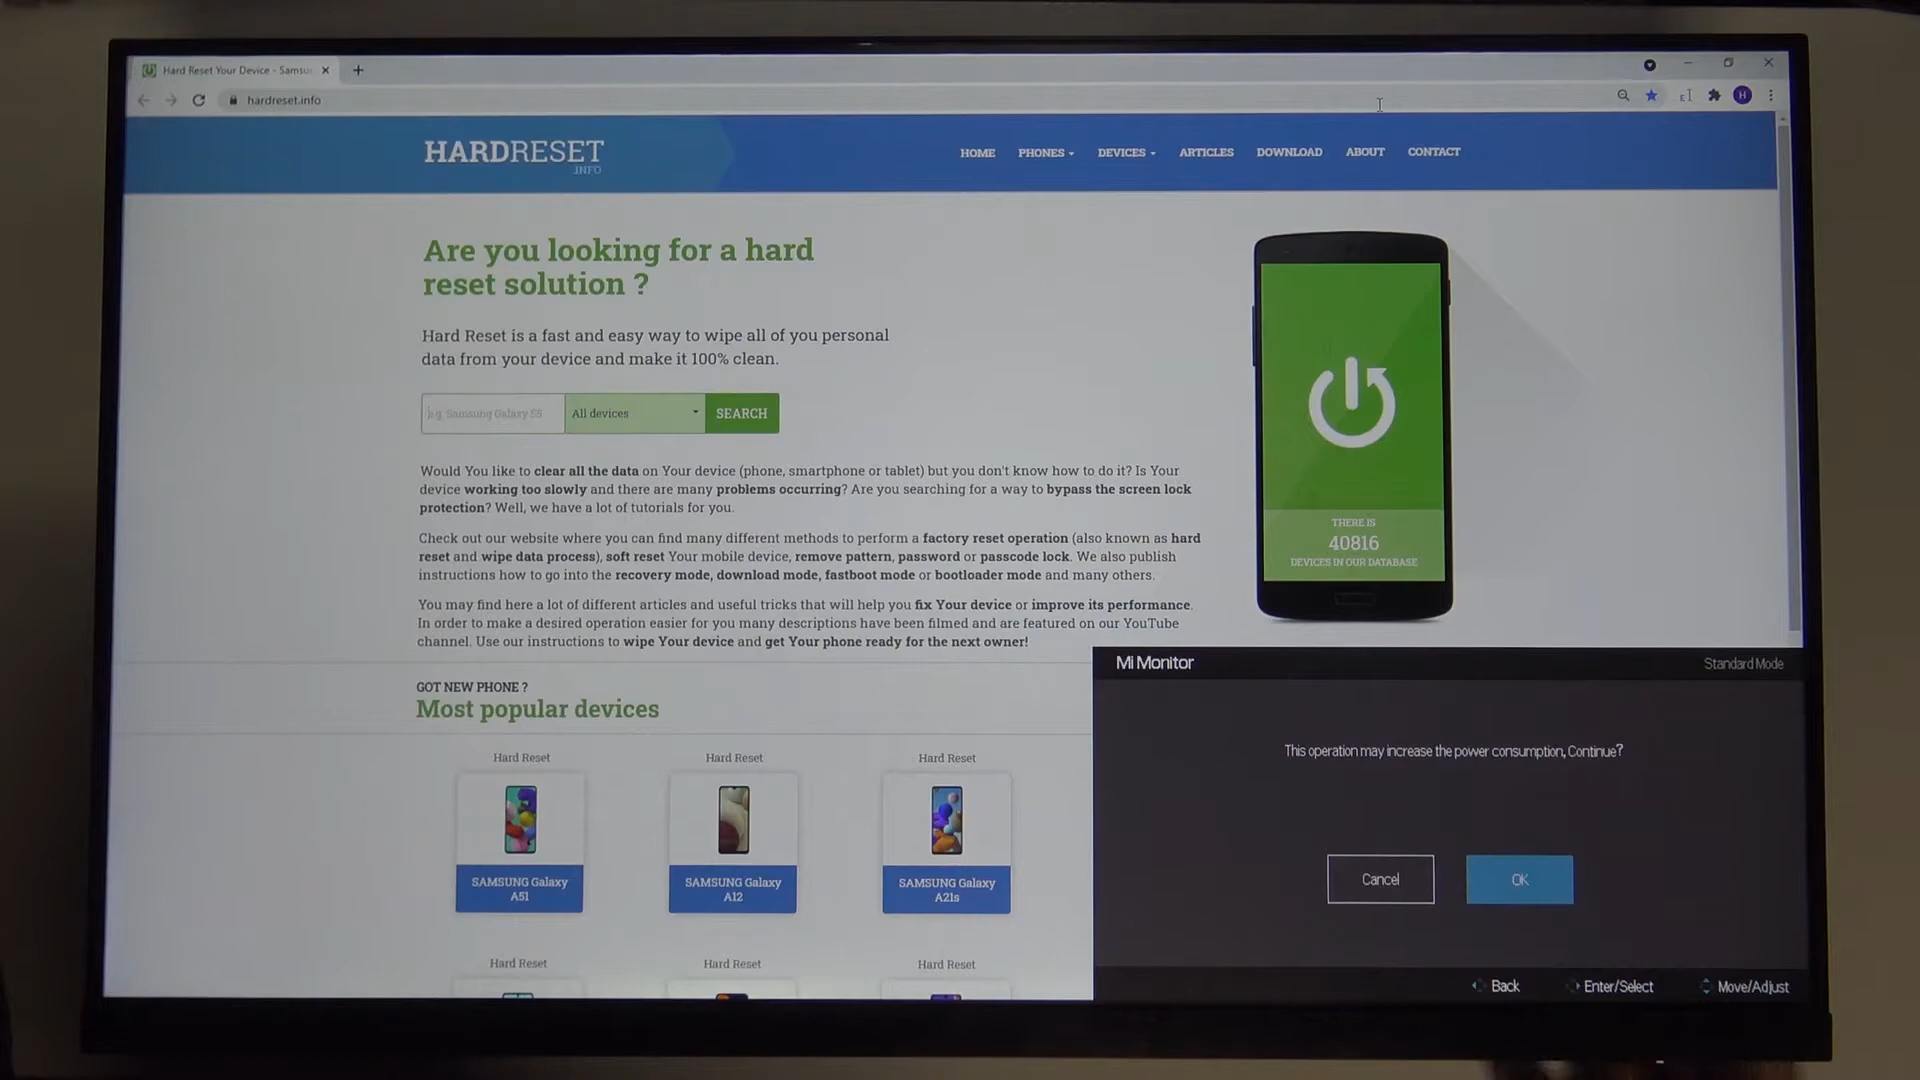 Hard Reset Your Device - Samsu
hardreset.info
H
HARDRESET
.INFO
HOME PHONES DEVICES ARTICLES DOWNLOAD ABOUT CONTACT
Are you looking for a hard
reset solution ?
Hard Reset is a fast and easy way to wipe all of you personal
data from your device and make it 100% clean.
e.g. Samsung Galaxy S5 All devices SEARCH
Would You like to clear all the data on Your device (phone, smartphone or tablet) but you don't know how to do it? Is Your
device working too slowly and there are many problems occurring? Are you searching for a way to bypass the screen lock
protection? Well, we have a lot of tutorials for you.
Check out our website where you can find many different methods to perform a factory reset operation (also known as hard
reset and wipe data process), soft reset Your mobile device, remove pattern, password or passcode lock. We also publish
instructions how to go into the recovery mode, download mode, fastboot mode or bootloader mode and many others.
You may find here a lot of different articles and useful tricks that will help you fix Your device or improve its performance.
In order to make a desired operation easier for you many descriptions have been filmed and are featured on our YouTube
channel. Use our instructions to wipe Your device and get Your phone ready for the next owner!
THERE IS
40816
DEVICES IN OUR DATABASE
GOT NEW PHONE ?
Most popular devices
Hard Reset Hard Reset Hard Reset
SAMSUNG Galaxy
A51
SAMSUNG Galaxy
A12
SAMSUNG Galaxy
A21s
Hard Reset Hard Reset Hard Reset
Mi Monitor Standard Mode
This operation may increase the power consumption, Continue?
Cancel OK
Back Enter/Select Move/Adjust